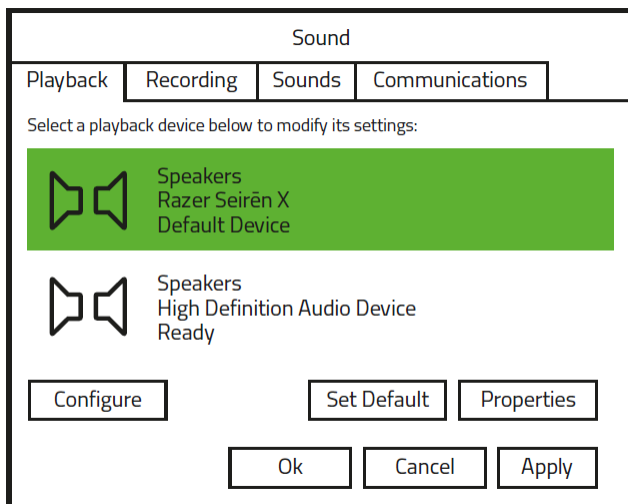 Sound
Playback Recording Sounds Communications
Select a playback device below to modify its settings:
Speakers
Razer Seirēn X
Default Device
Speakers
High Definition Audio Device
Ready
Configure Set Default Properties
Ok Cancel Apply